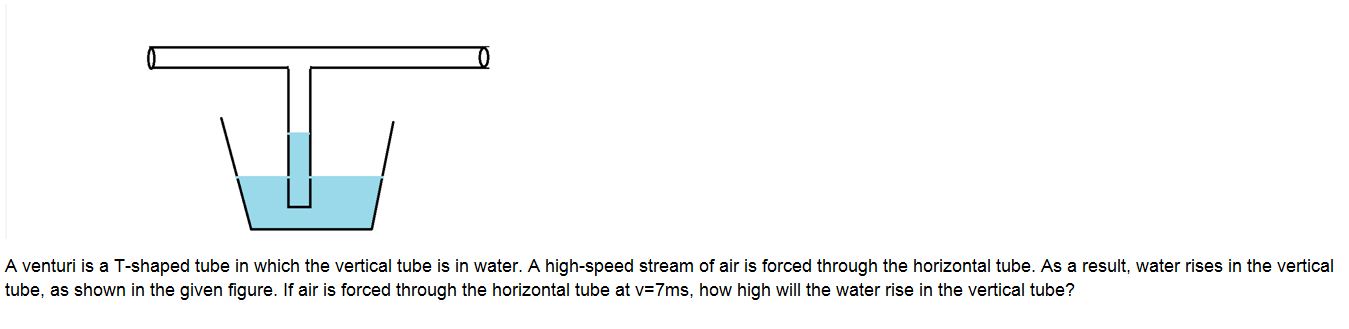 A venturi is a T-shaped tube in which the vertical tube is in water. A high-speed stream of air is forced through the horizontal tube. As a result, water rises in the vertical
tube, as shown in the given figure. If air is forced through the horizontal tube at v=7ms, how high will the water rise in the vertical tube?